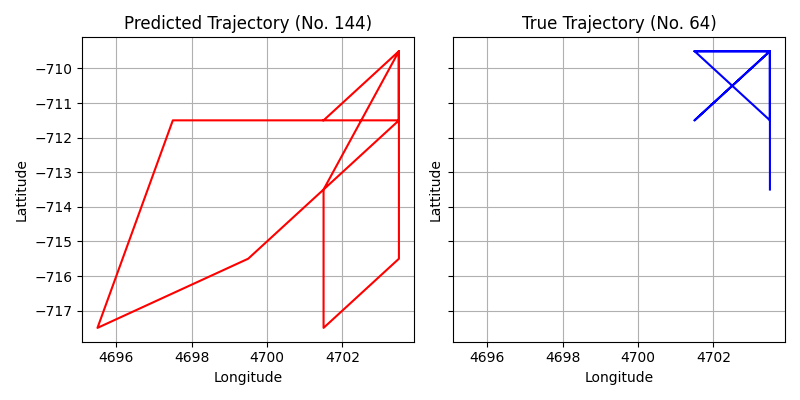 Predicted Trajectory (No. 144)
True Trajectory (No. 64)
Lattitude
−710
−711
−712
−713
−714
−715
−716
−717
4696
4698
4700
4702
Longitude
Lattitude
4696
4698
4700
4702
Longitude